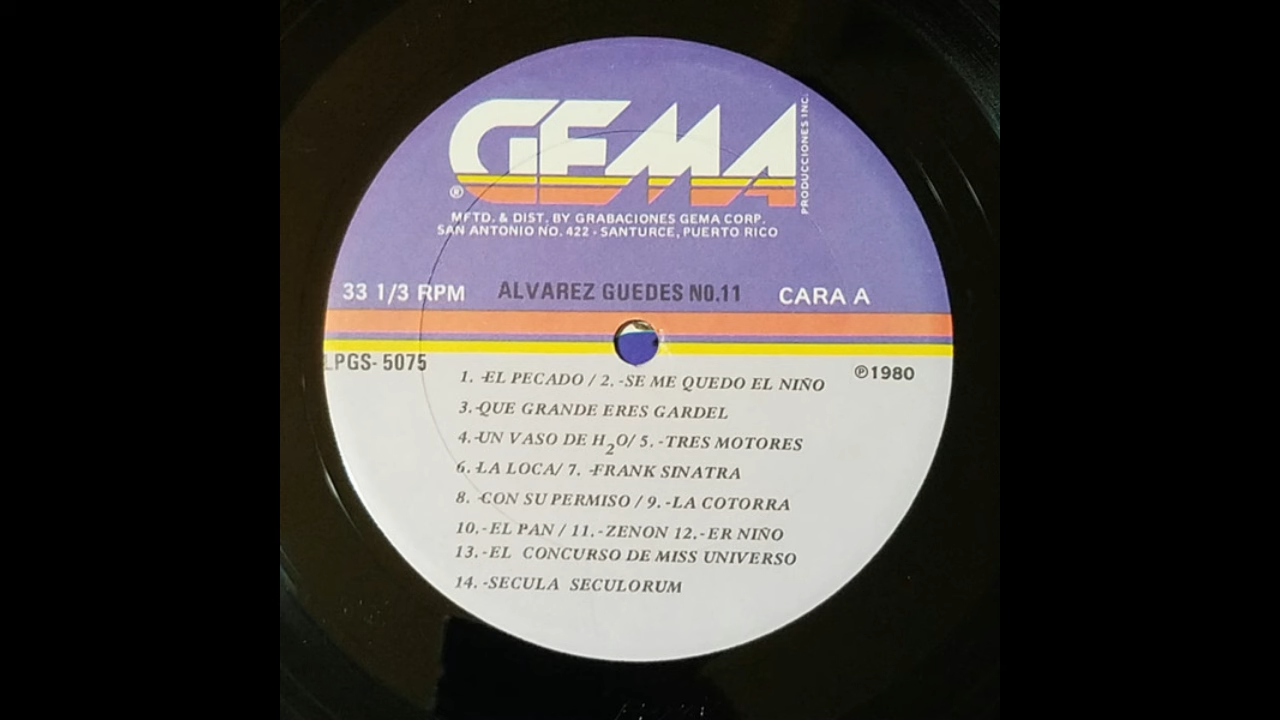 GEMA
PRODUCCIONES INC.
®
MFTD. & DIST. BY GRABACIONES GEMA CORP.
SAN ANTONIO NO. 422 - SANTURCE, PUERTO RICO
33 1/3 RPM ALVAREZ GUEDES NO.11 CARA A
LPGS- 5075 ℗1980
1. -EL PECADO / 2. -SE ME QUEDO EL NIÑO
3.-QUE GRANDE ERES GARDEL
4.-UN VASO DE H₂O/ 5. -TRES MOTORES
6. -LA LOCA/ 7. -FRANK SINATRA
8. -CON SU PERMISO / 9. -LA COTORRA
10.-EL PAN / 11.-ZENON 12.-ER NIÑO
13.-EL CONCURSO DE MISS UNIVERSO
14. -SECULA SECULORUM